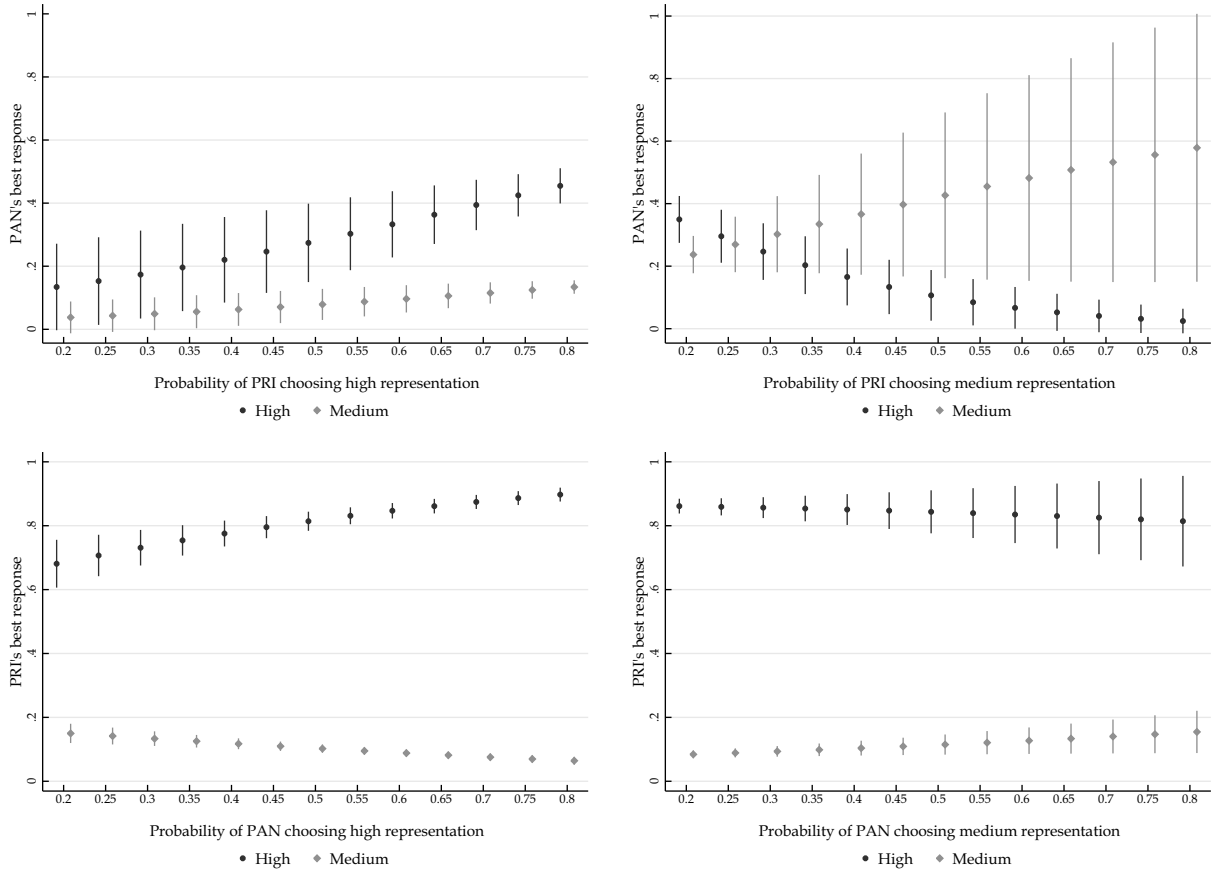 PAN's best response
0 .2 .4 .6 .8 1
0.2 0.25 0.3 0.35 0.4 0.45 0.5 0.55 0.6 0.65 0.7 0.75 0.8
Probability of PRI choosing high representation
High Medium
PAN's best response
0 .2 .4 .6 .8 1
0.2 0.25 0.3 0.35 0.4 0.45 0.5 0.55 0.6 0.65 0.7 0.75 0.8
Probability of PRI choosing medium representation
High Medium
PRI's best response
0 .2 .4 .6 .8 1
0.2 0.25 0.3 0.35 0.4 0.45 0.5 0.55 0.6 0.65 0.7 0.75 0.8
Probability of PAN choosing high representation
High Medium
PRI's best response
0 .2 .4 .6 .8 1
0.2 0.25 0.3 0.35 0.4 0.45 0.5 0.55 0.6 0.65 0.7 0.75 0.8
Probability of PAN choosing medium representation
High Medium